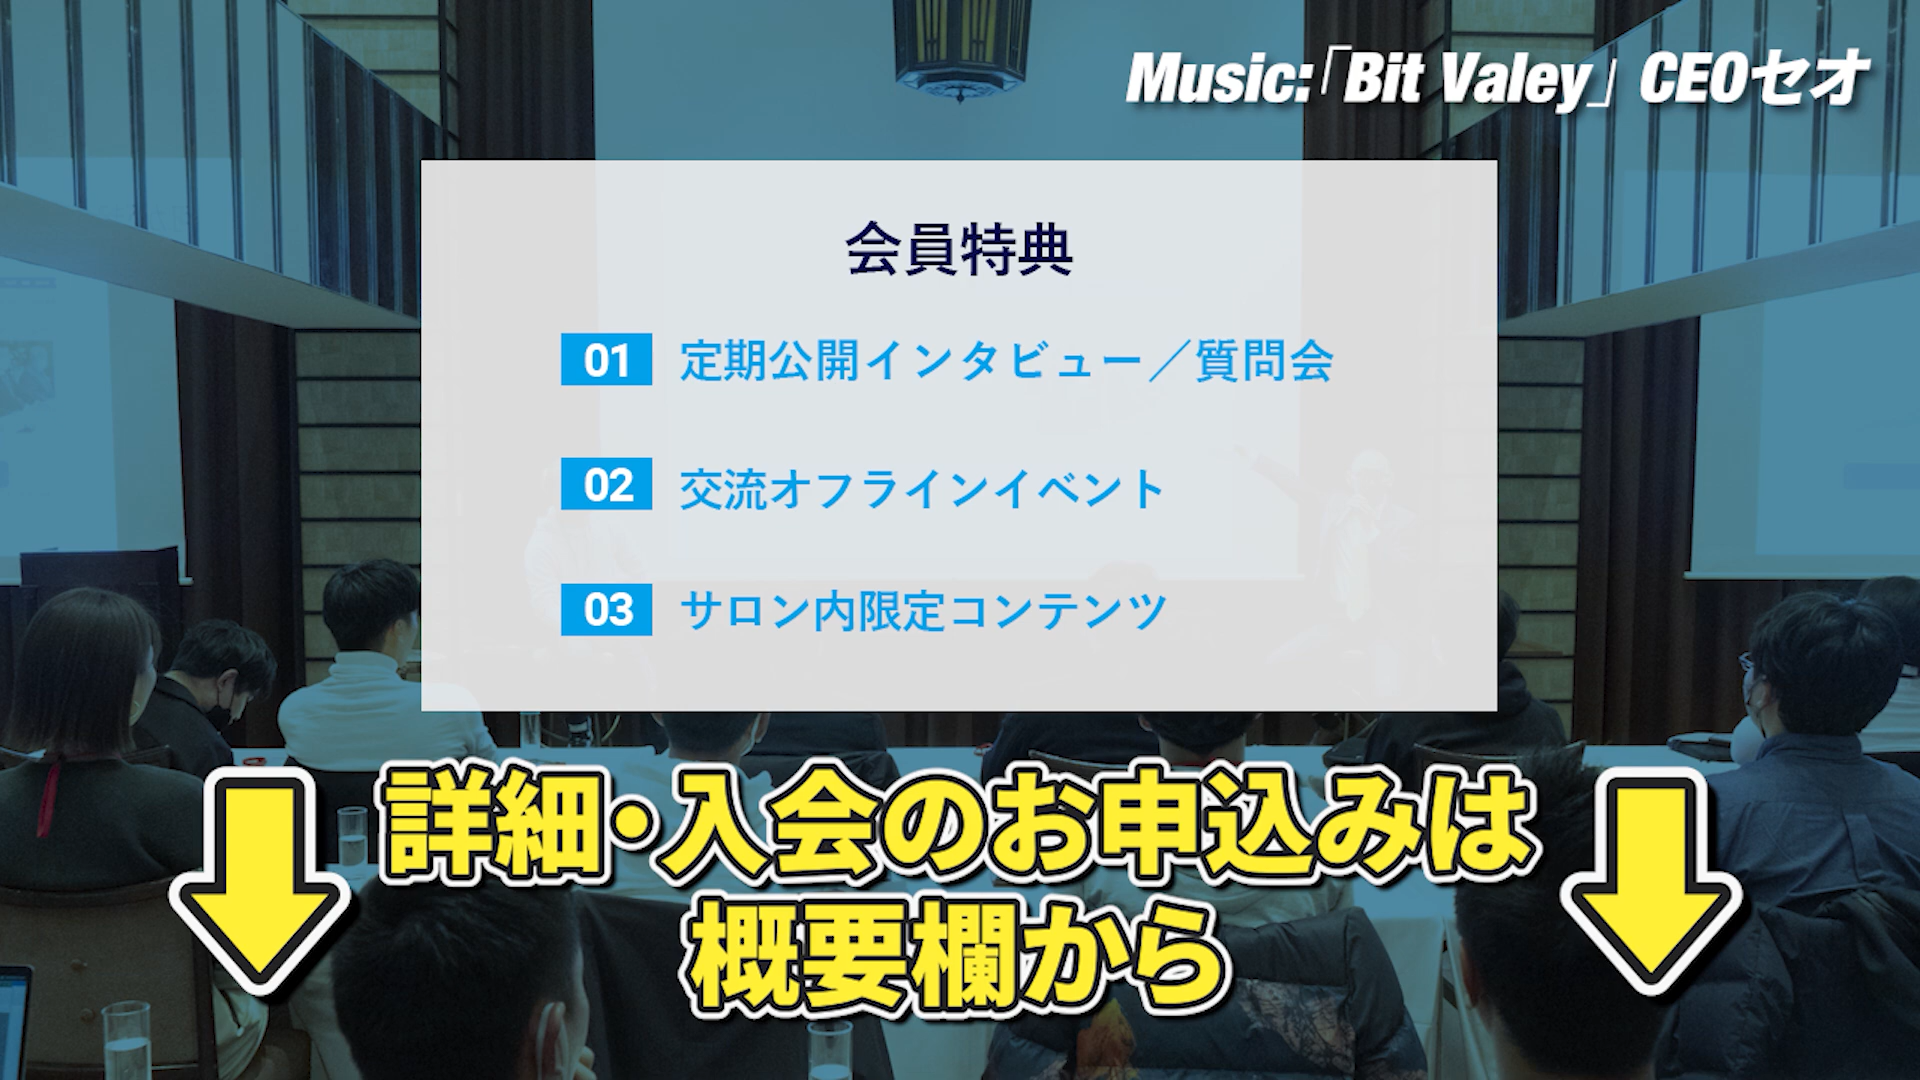 Music:「Bit Valey」 CEOセオ
会員特典
01 定期公開インタビュー／質問会
02 交流オフラインイベント
03 サロン内限定コンテンツ
詳細・入会のお申込みは
概要欄から